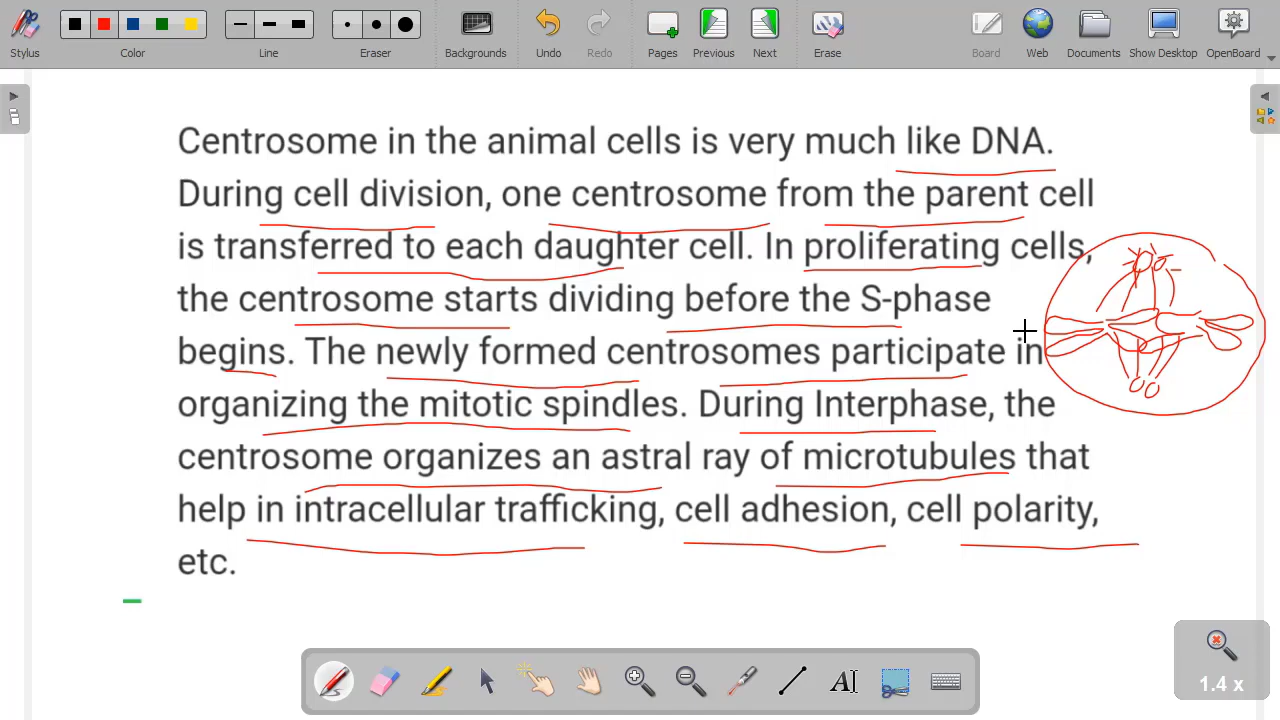 Stylus Color Line Eraser Backgrounds Undo Redo Pages Previous Next Erase Board Web Documents Show Desktop OpenBoard
Centrosome in the animal cells is very much like DNA.
During cell division, one centrosome from the parent cell
is transferred to each daughter cell. In proliferating cells,
the centrosome starts dividing before the S-phase
begins. The newly formed centrosomes participate in
organizing the mitotic spindles. During Interphase, the
centrosome organizes an astral ray of microtubules that
help in intracellular trafficking, cell adhesion, cell polarity,
etc.
AI
1.4 x